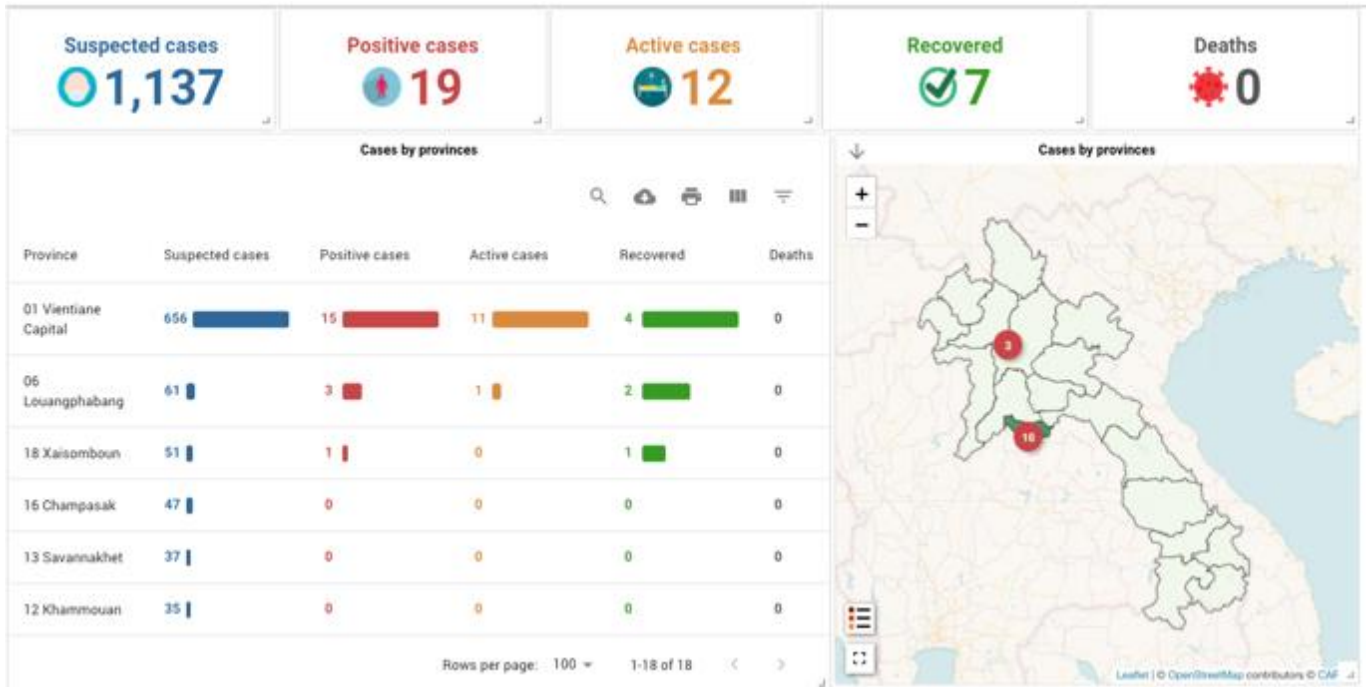 Suspected cases
1,137
Positive cases
19
Active cases
12
Recovered
7
Deaths
0
Cases by provinces
Province Suspected cases Positive cases Active cases Recovered Deaths
01 Vientiane
Capital
656 15 11 4 0
06
Louangphabang
61 3 1 2 0
18 Xaisomboun 51 1 0 1 0
16 Champasak 47 0 0 0 0
13 Savannakhet 37 0 0 0 0
12 Khammouan 35 0 0 0 0
Rows per page: 100 1-18 of 18
Cases by provinces
+
−
3
16
Leaflet | © OpenStreetMap contributors ©